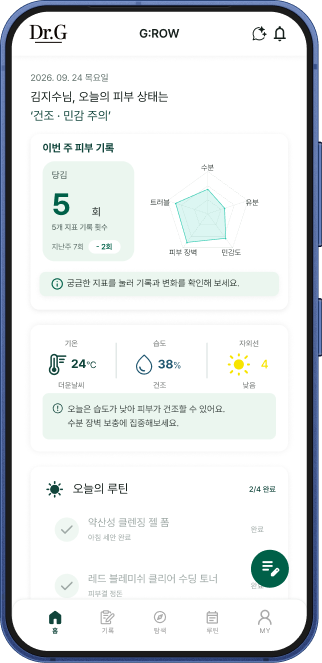 Dr.G
G:ROW
2026. 09. 24 목요일
김지수님, 오늘의 피부 상태는
'건조 · 민감 주의'
이번 주 피부 기록
당김
5 회
5개 지표 기록 횟수
지난주 7회 - 2회
수분
유분
민감도
피부 장벽
트러블
궁금한 지표를 눌러 기록과 변화를 확인해 보세요.
기온
24℃
더운날씨
습도
38%
건조
자외선
4
낮음
오늘은 습도가 낮아 피부가 건조할 수 있어요.
수분 장벽 보충에 집중해보세요.
오늘의 루틴
2/4 완료
약산성 클렌징 젤 폼
아침 세안 완료
완료
레드 블레미쉬 클리어 수딩 토너
피부결 정돈
홈
기록
탐색
루틴
MY